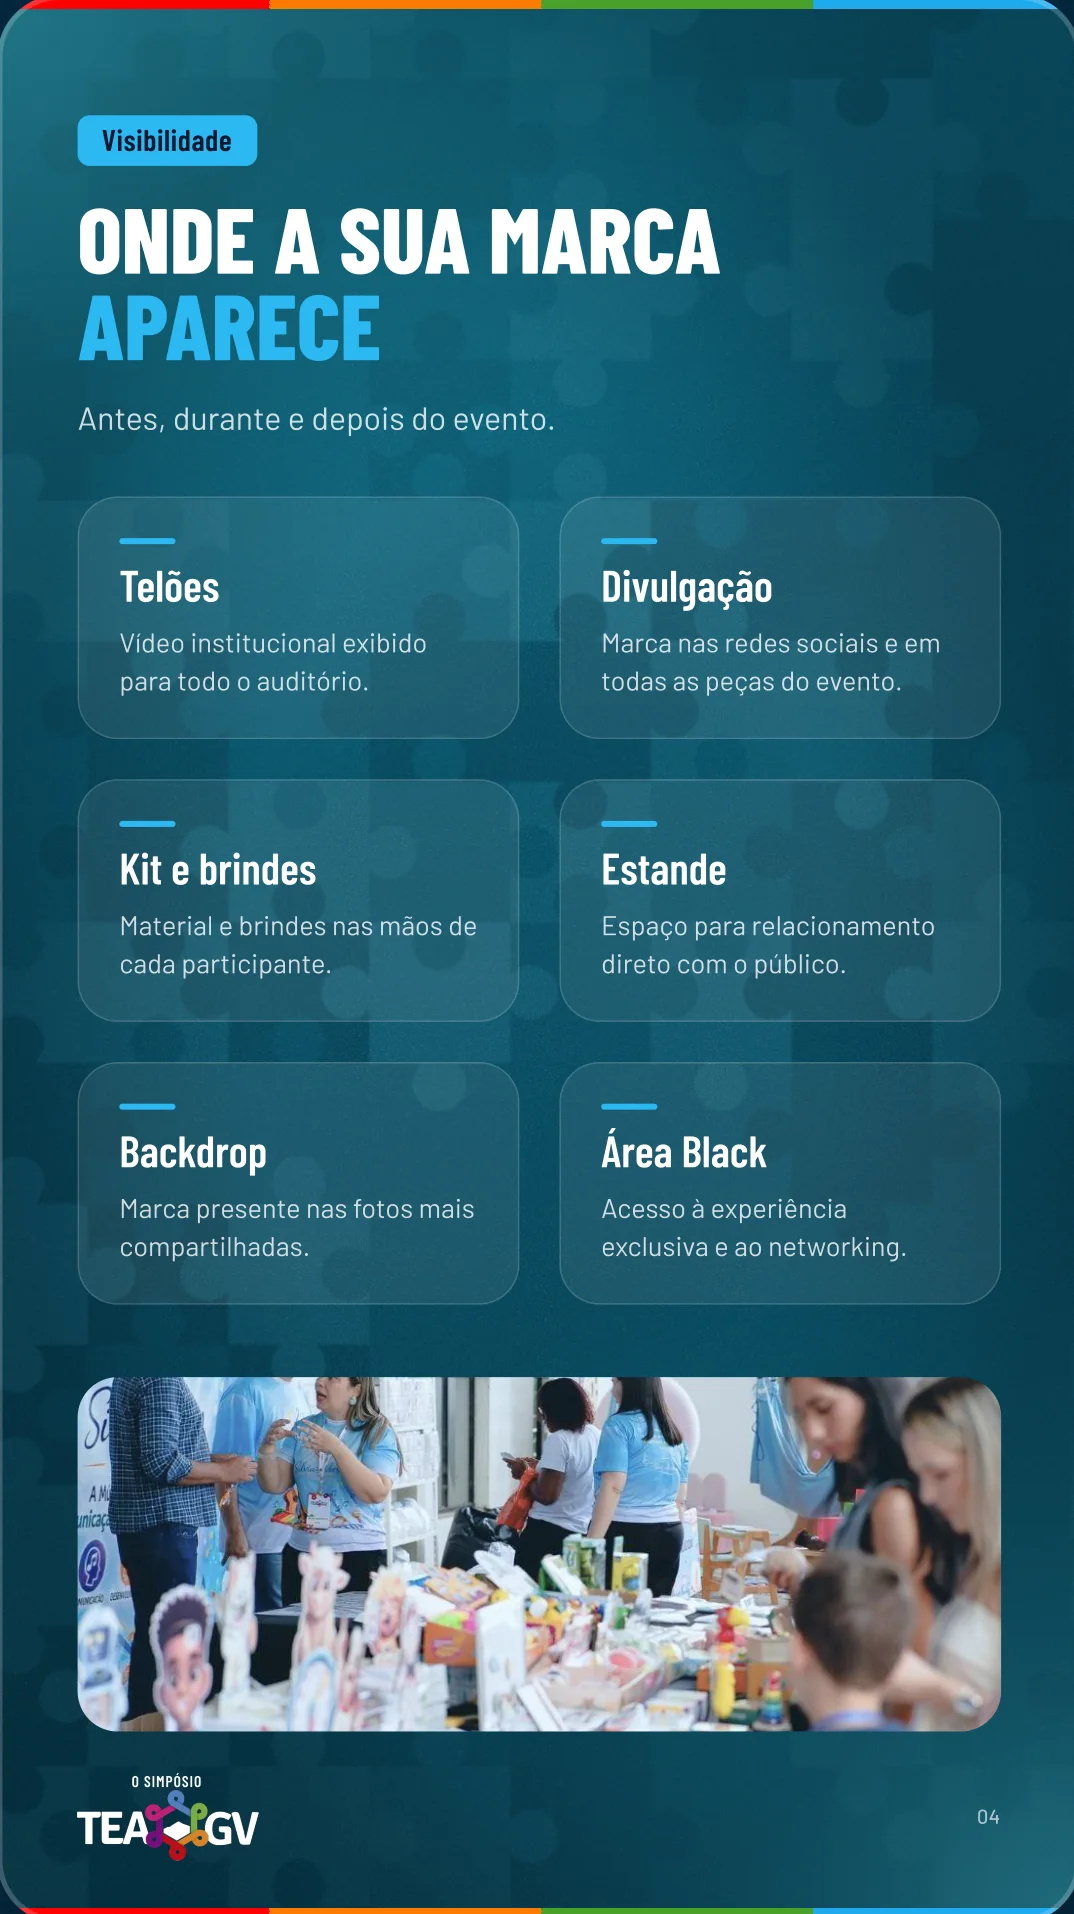 Visibilidade
ONDE A SUA MARCA
APARECE
Antes, durante e depois do evento.
Telões
Vídeo institucional exibido
para todo o auditório.
Divulgação
Marca nas redes sociais e em
todas as peças do evento.
Kit e brindes
Material e brindes nas mãos de
cada participante.
Estande
Espaço para relacionamento
direto com o público.
Backdrop
Marca presente nas fotos mais
compartilhadas.
Área Black
Acesso à experiência
exclusiva e ao networking.
O SIMPÓSIO
TEA GV
04